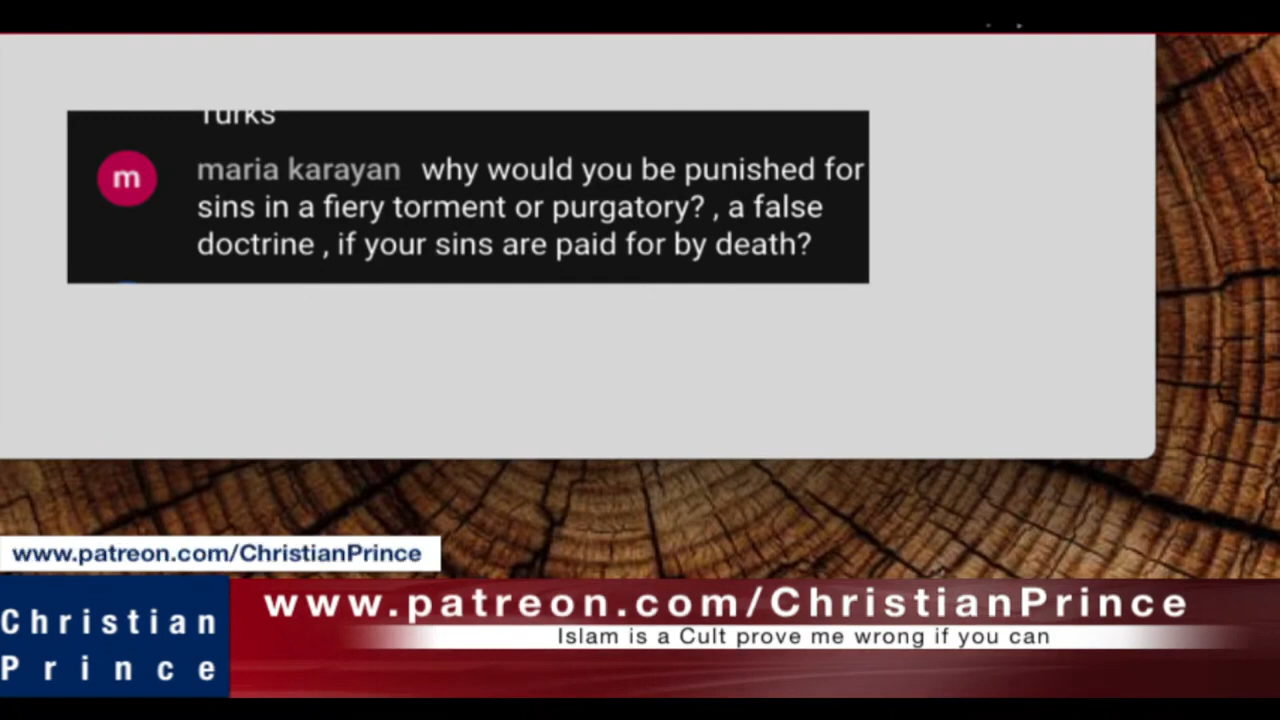 Turks
maria karayan why would you be punished for
sins in a fiery torment or purgatory? , a false
doctrine , if your sins are paid for by death?
m
www.patreon.com/ChristianPrince
www.patreon.com/ChristianPrince
Islam is a Cult prove me wrong if you can
Christian
Prince